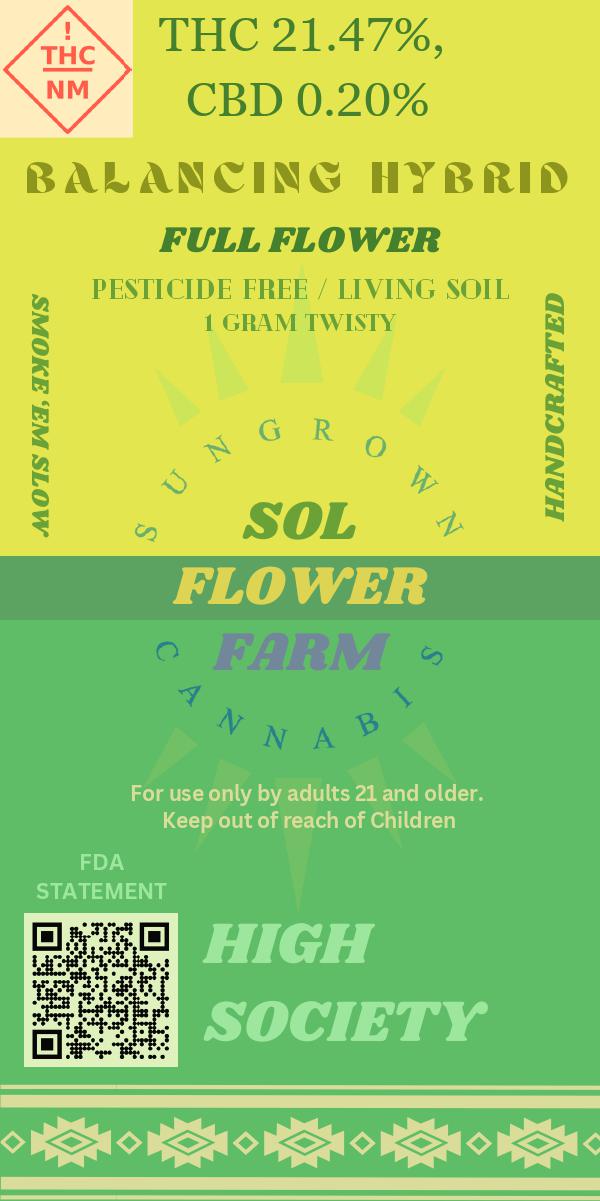 !
THC
NM
THC 21.47%,
CBD 0.20%
BALANCING HYBRID
FULL FLOWER
PESTICIDE FREE / LIVING SOIL
1 GRAM TWISTY
SMOKE 'EM SLOW
HANDCRAFTED
SUNGROWN
SOL
FLOWER
FARM
CANNABIS
For use only by adults 21 and older.
Keep out of reach of Children
FDA
STATEMENT
HIGH
SOCIETY